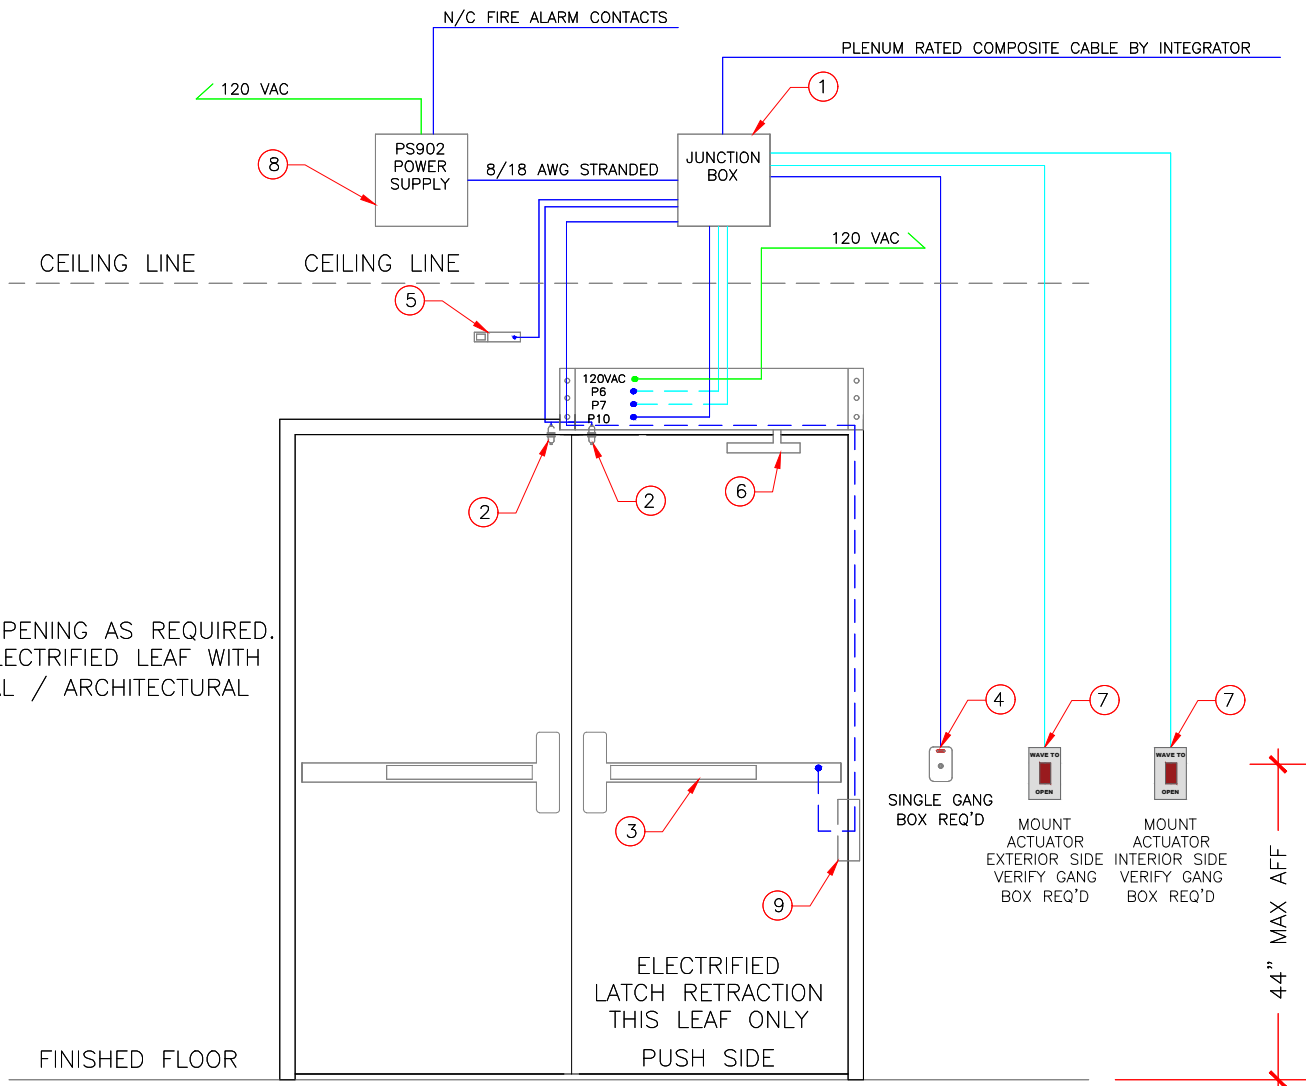 N/C FIRE ALARM CONTACTS
PLENUM RATED COMPOSITE CABLE BY INTEGRATOR
120 VAC
1
PS902
POWER
SUPPLY
8
8/18 AWG STRANDED
JUNCTION
BOX
120 VAC
CEILING LINE
CEILING LINE
5
120VAC
P6
P7
P10
2
2
6
PENING AS REQUIRED.
LECTRIFIED LEAF WITH
AL / ARCHITECTURAL
4
7
7
WAVE TO
OPEN
WAVE TO
OPEN
SINGLE GANG
BOX REQ'D
MOUNT
ACTUATOR
EXTERIOR SIDE
VERIFY GANG
BOX REQ'D
MOUNT
ACTUATOR
INTERIOR SIDE
VERIFY GANG
BOX REQ'D
3
9
44" MAX AFF
ELECTRIFIED
LATCH RETRACTION
THIS LEAF ONLY
PUSH SIDE
FINISHED FLOOR